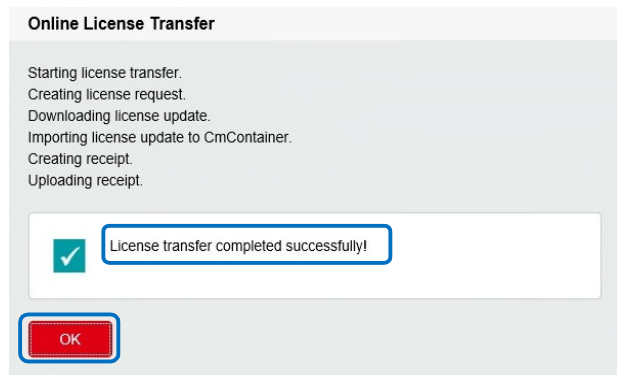 Online License Transfer
Starting license transfer.
Creating license request.
Downloading license update.
Importing license update to CmContainer.
Creating receipt.
Uploading receipt.
License transfer completed successfully!
OK